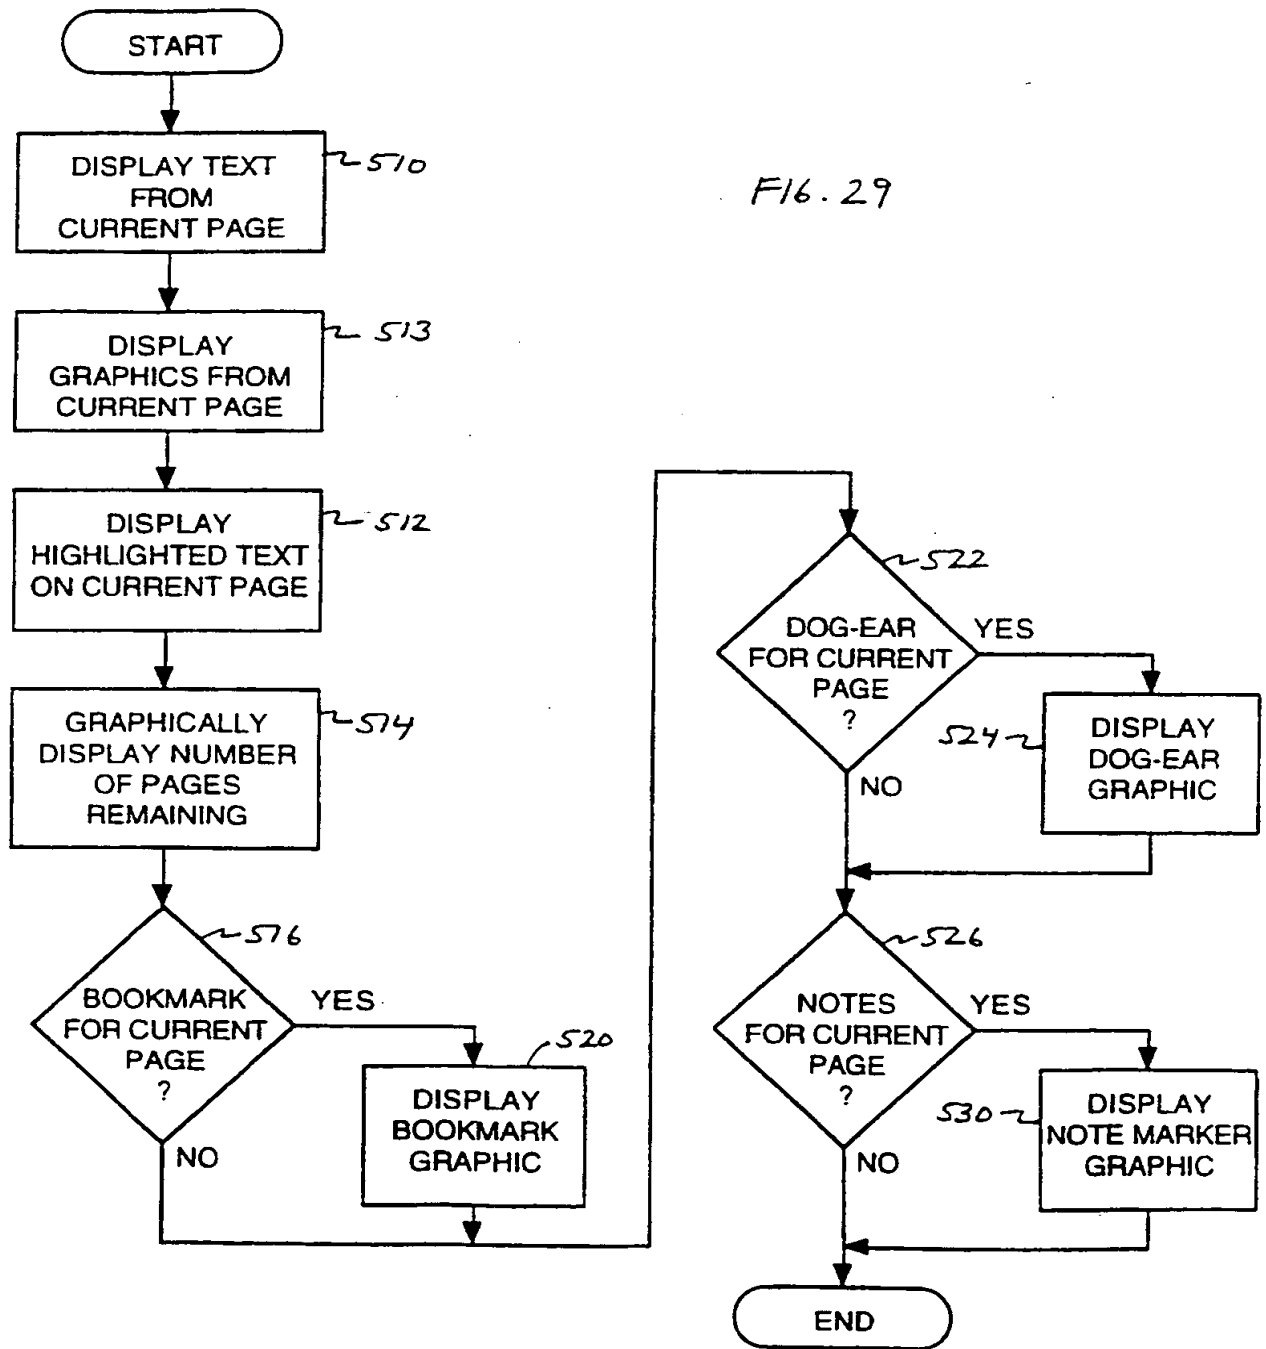 START
DISPLAY TEXT
FROM
CURRENT PAGE
510
FIG. 29
DISPLAY
GRAPHICS FROM
CURRENT PAGE
513
DISPLAY
HIGHLIGHTED TEXT
ON CURRENT PAGE
512
GRAPHICALLY
DISPLAY NUMBER
OF PAGES
REMAINING
514
BOOKMARK
FOR CURRENT
PAGE
?
516
YES
NO
520
DISPLAY
BOOKMARK
GRAPHIC
522
DOG-EAR
FOR CURRENT
PAGE
?
YES
NO
524
DISPLAY
DOG-EAR
GRAPHIC
526
NOTES
FOR CURRENT
PAGE
?
YES
NO
530
DISPLAY
NOTE MARKER
GRAPHIC
END